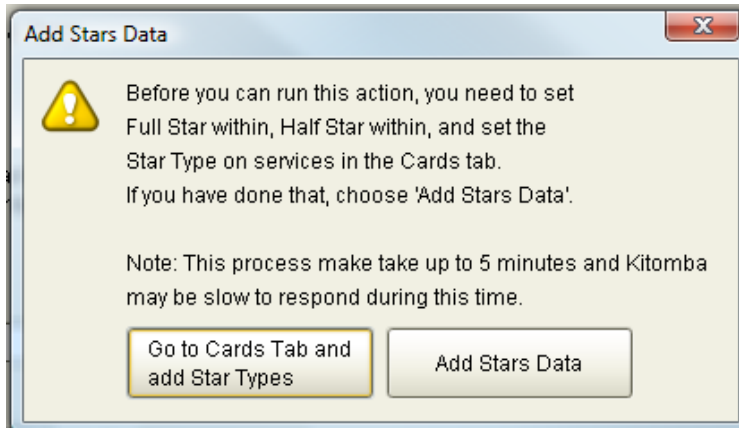 Add Stars Data
Before you can run this action, you need to set
Full Star within, Half Star within, and set the
Star Type on services in the Cards tab.
If you have done that, choose 'Add Stars Data'.
Note: This process make take up to 5 minutes and Kitomba
may be slow to respond during this time.
Go to Cards Tab and
add Star Types
Add Stars Data